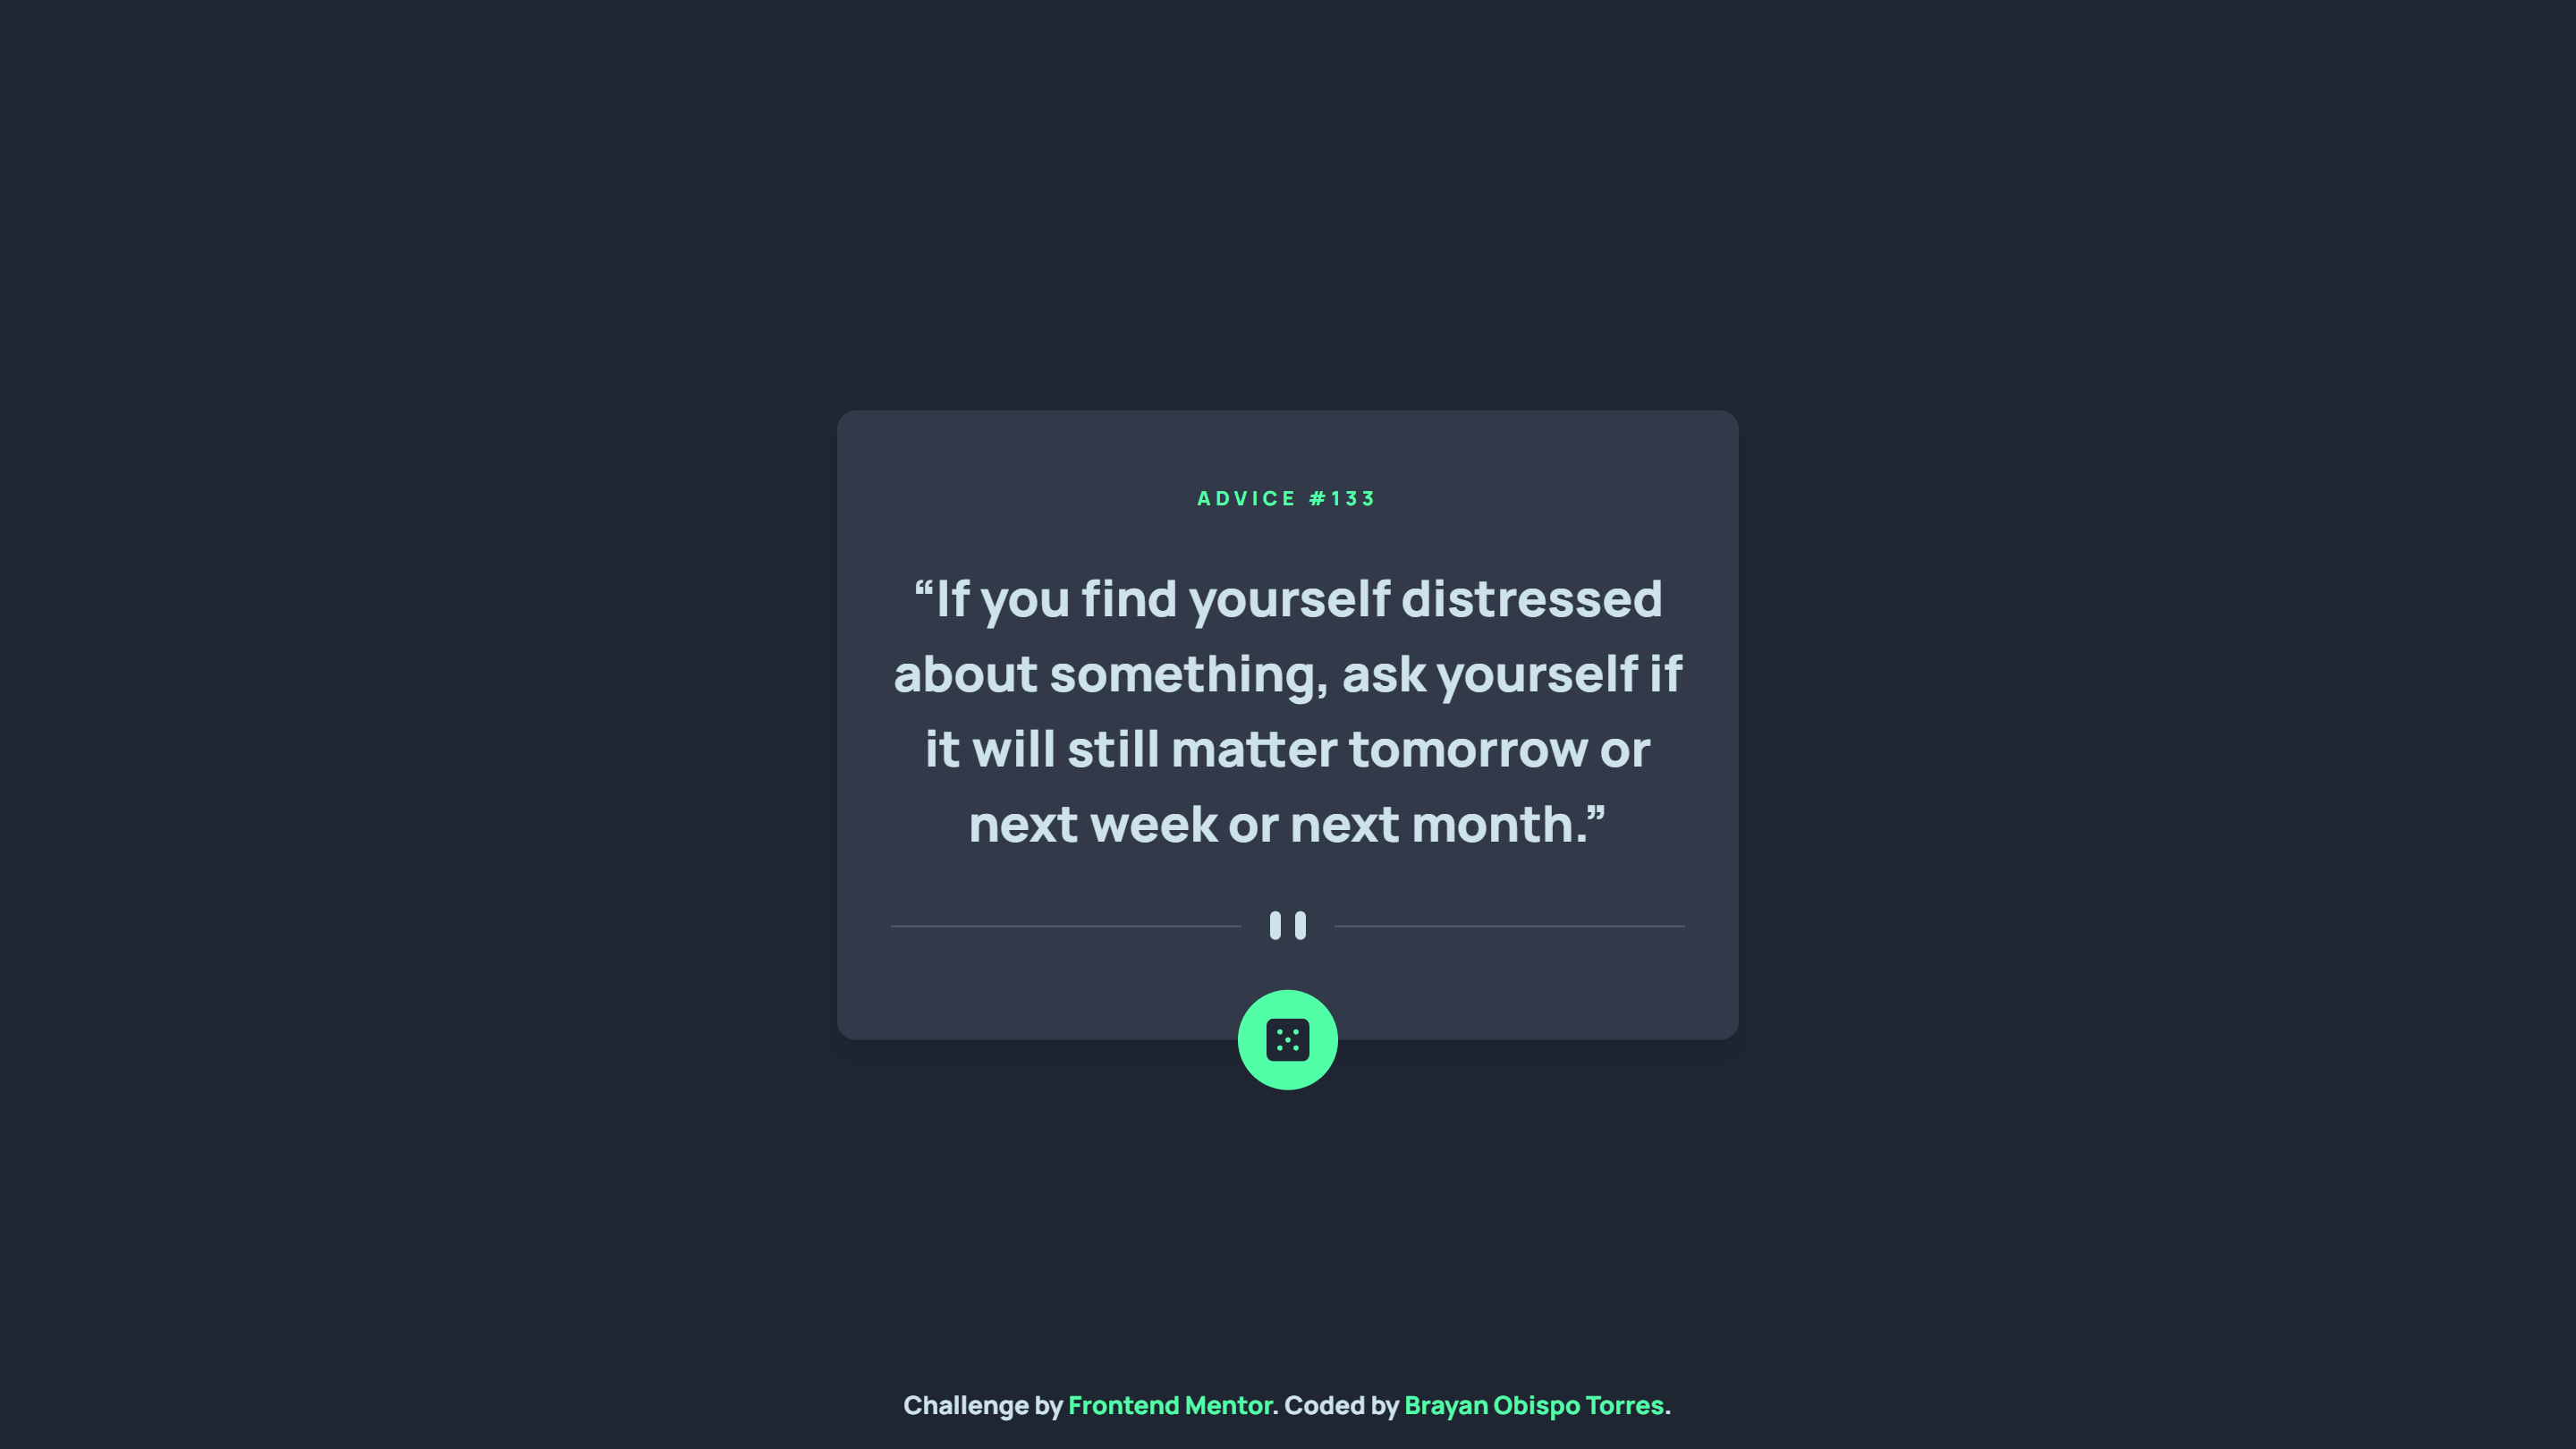 ADVICE #133
“If you find yourself distressed
about something, ask yourself if
it will still matter tomorrow or
next week or next month.”
Challenge by Frontend Mentor. Coded by Brayan Obispo Torres.